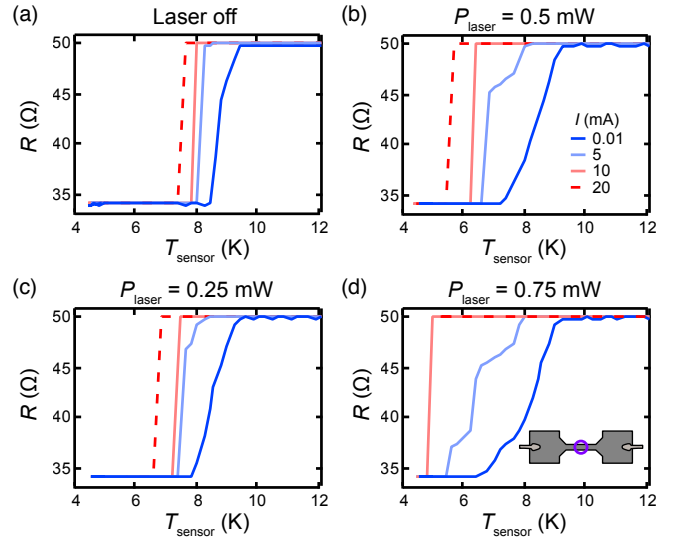 (a) Laser off
50
45
40
35
R (Ω)
4 6 8 10 12
T_sensor (K)
(b) P_laser = 0.5 mW
50
45
40
35
R (Ω)
I (mA)
0.01
5
10
20
4 6 8 10 12
T_sensor (K)
(c) P_laser = 0.25 mW
50
45
40
35
R (Ω)
4 6 8 10 12
T_sensor (K)
(d) P_laser = 0.75 mW
50
45
40
35
R (Ω)
4 6 8 10 12
T_sensor (K)